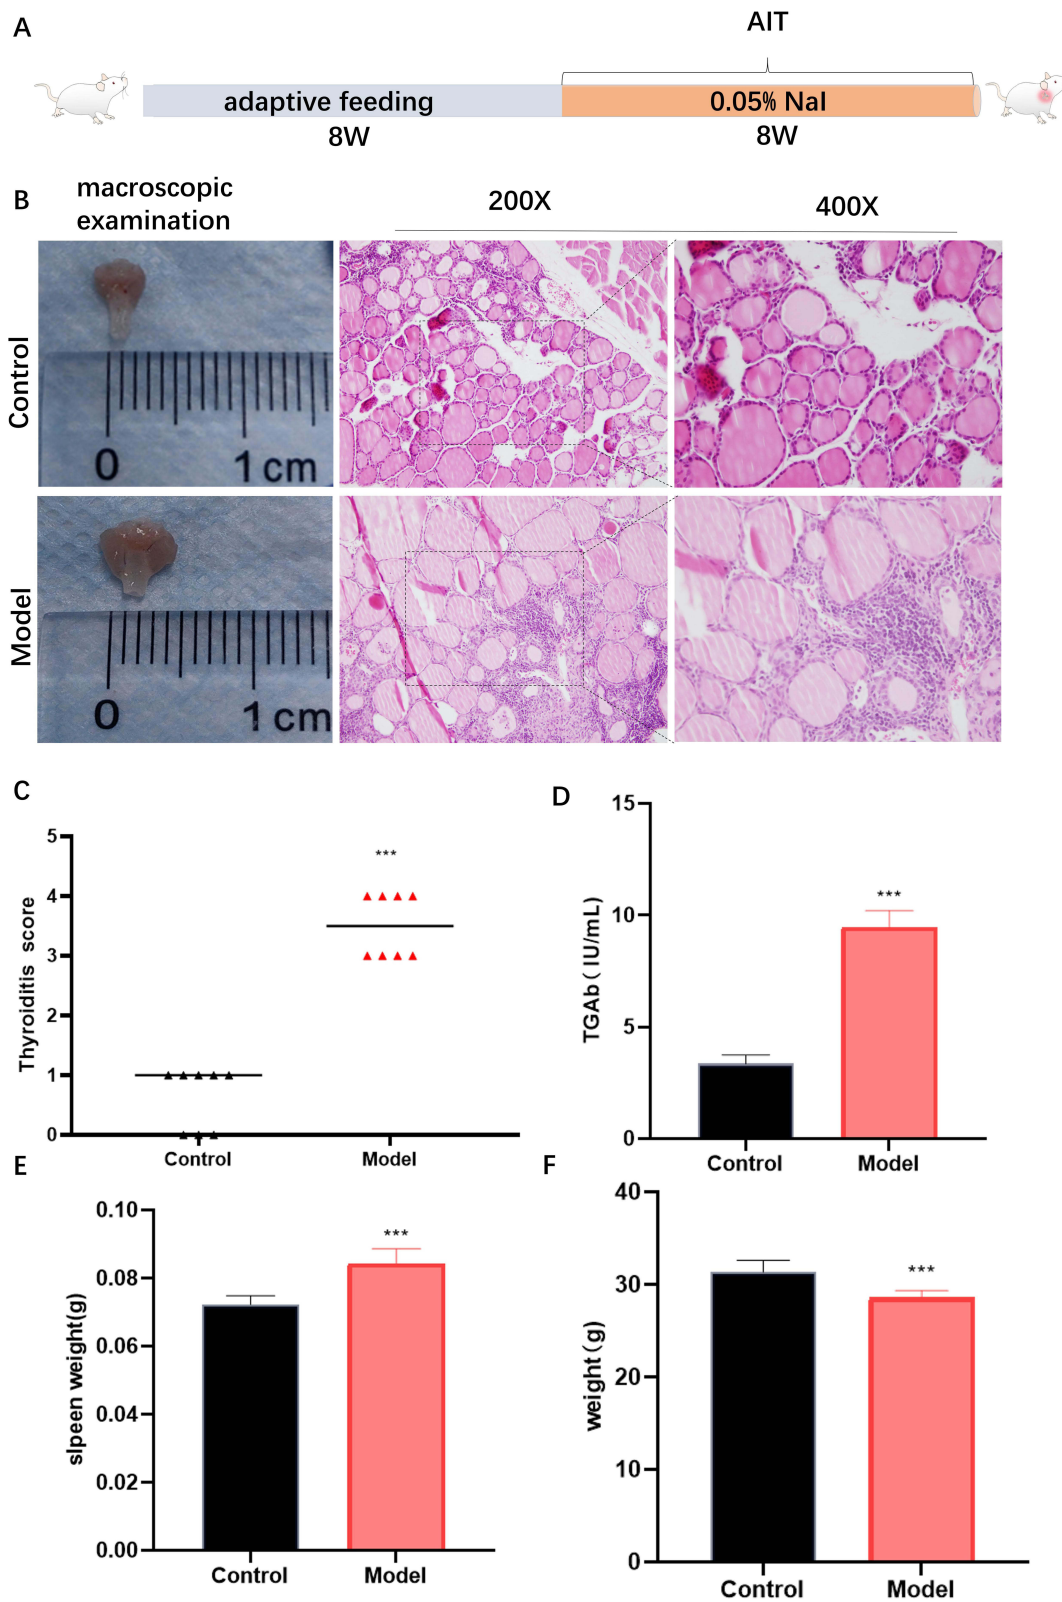 A
AIT
adaptive feeding
0.05% NaI
8W
8W
B
macroscopic
examination
200X
400X
Control
0
1 cm
Model
0
1 cm
C
Thyroiditis score
5
4
3
2
1
0
***
Control
Model
D
TGAb( IU/mL)
15
10
5
0
***
Control
Model
E
slpeen weight(g)
0.10
0.08
0.06
0.04
0.02
0.00
***
Control
Model
F
weight(g)
40
30
20
10
0
***
Control
Model